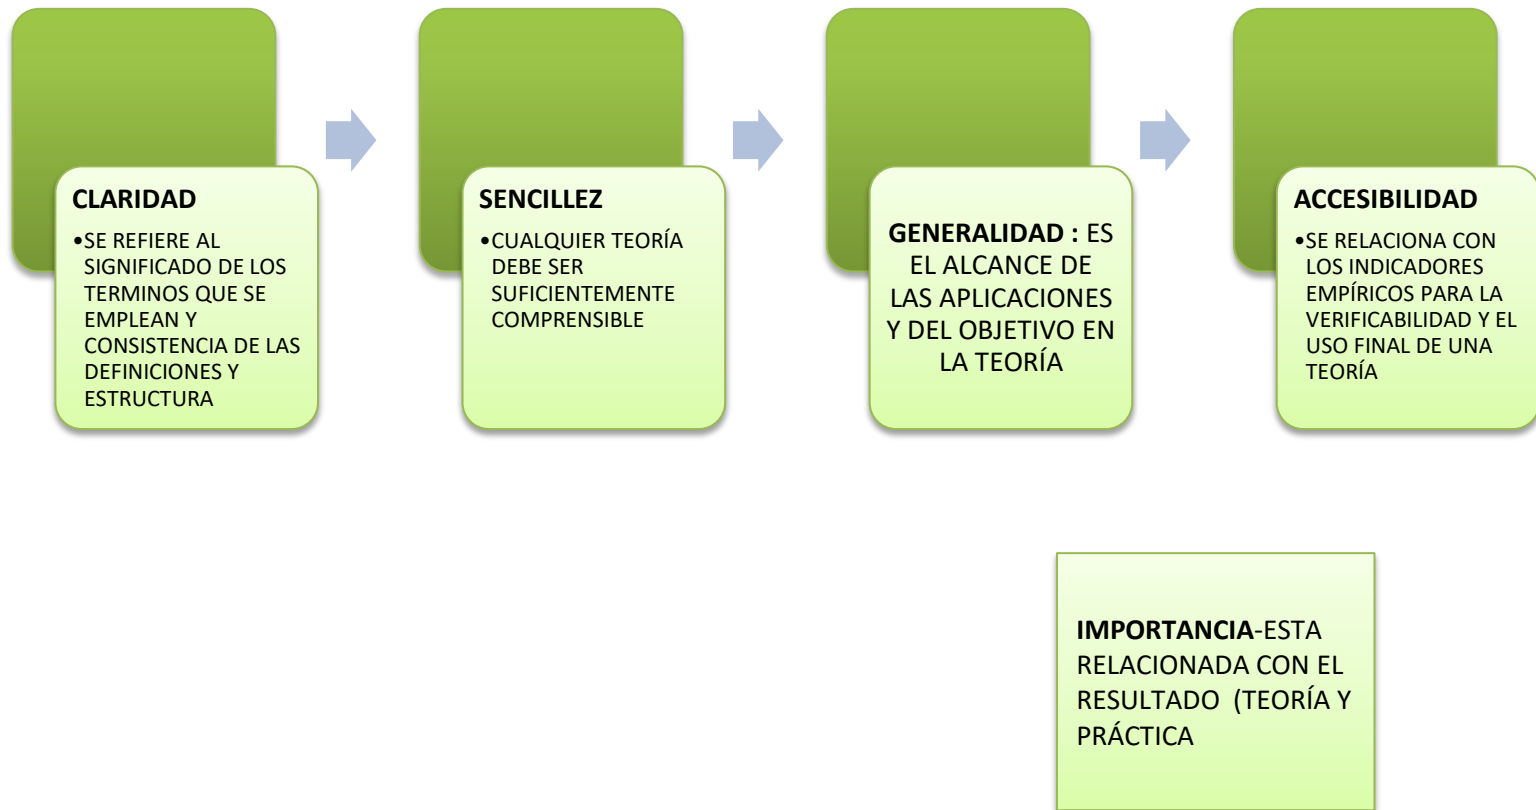 CLARIDAD
•SE REFIERE AL
SIGNIFICADO DE LOS
TERMINOS QUE SE
EMPLEAN Y
CONSISTENCIA DE LAS
DEFINICIONES Y
ESTRUCTURA
SENCILLEZ
•CUALQUIER TEORÍA
DEBE SER
SUFICIENTEMENTE
COMPRENSIBLE
GENERALIDAD : ES
EL ALCANCE DE
LAS APLICACIONES
Y DEL OBJETIVO EN
LA TEORÍA
ACCESIBILIDAD
•SE RELACIONA CON
LOS INDICADORES
EMPÍRICOS PARA LA
VERIFICABILIDAD Y EL
USO FINAL DE UNA
TEORÍA
IMPORTANCIA-ESTA
RELACIONADA CON EL
RESULTADO  (TEORÍA Y
PRÁCTICA